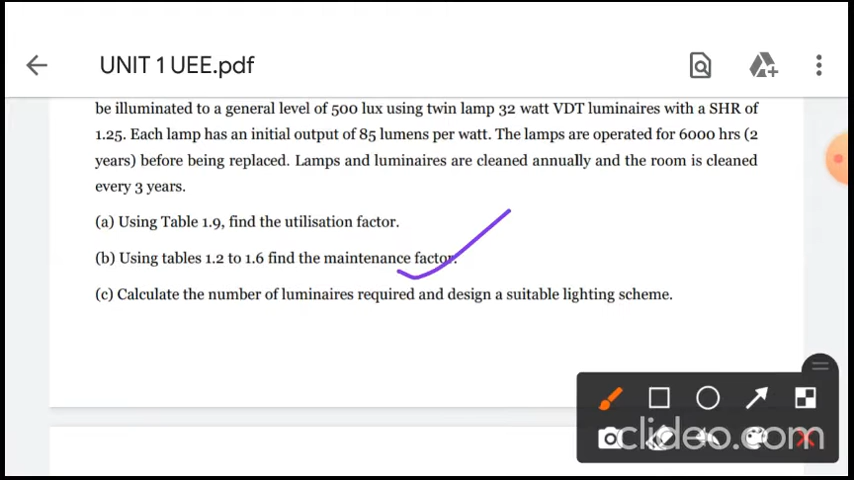 UNIT 1 UEE.pdf
be illuminated to a general level of 500 lux using twin lamp 32 watt VDT luminaires with a SHR of
1.25. Each lamp has an initial output of 85 lumens per watt. The lamps are operated for 6000 hrs (2
years) before being replaced. Lamps and luminaires are cleaned annually and the room is cleaned
every 3 years.
(a) Using Table 1.9, find the utilisation factor.
(b) Using tables 1.2 to 1.6 find the maintenance factor.
(c) Calculate the number of luminaires required and design a suitable lighting scheme.
clideo.com